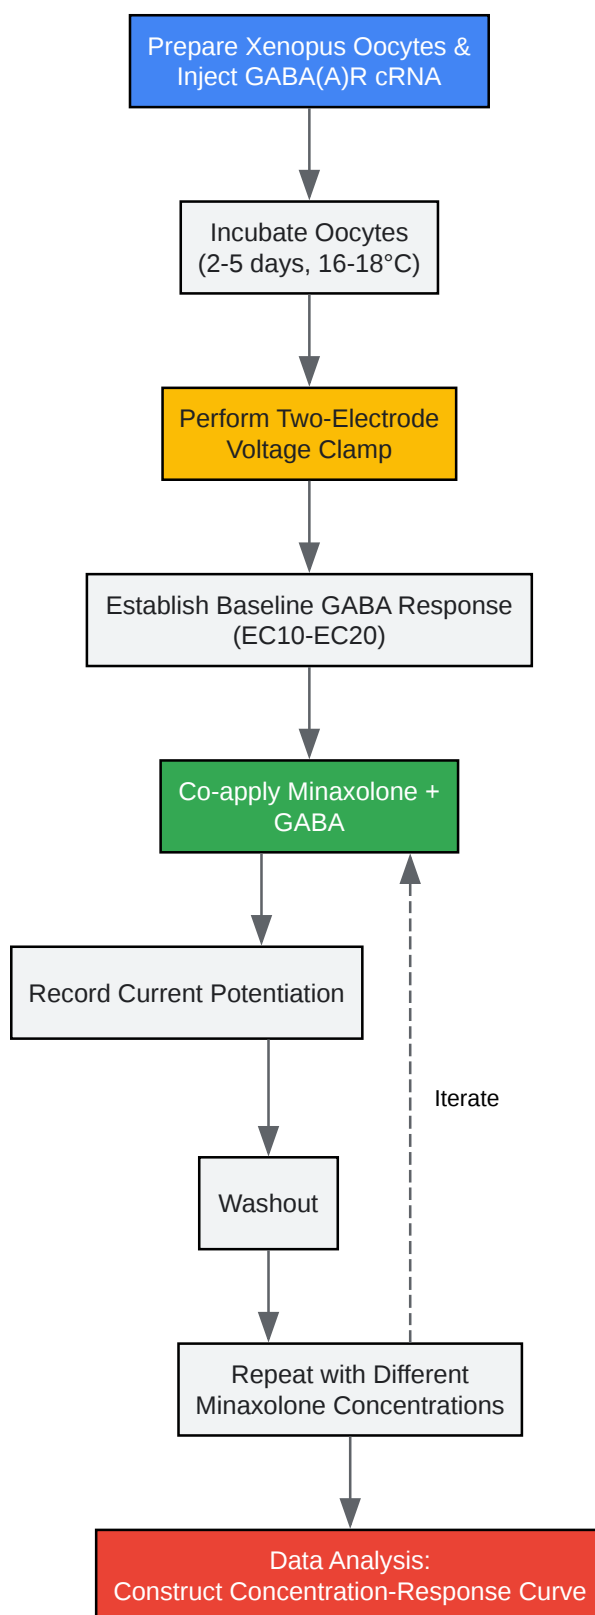 Prepare Xenopus Oocytes &
Inject GABA(A)R cRNA
Incubate Oocytes
(2-5 days, 16-18°C)
Perform Two-Electrode
Voltage Clamp
Establish Baseline GABA Response
(EC10-EC20)
Co-apply Minaxolone +
GABA
Record Current Potentiation
Iterate
Washout
Repeat with Different
Minaxolone Concentrations
Data Analysis:
Construct Concentration-Response Curve